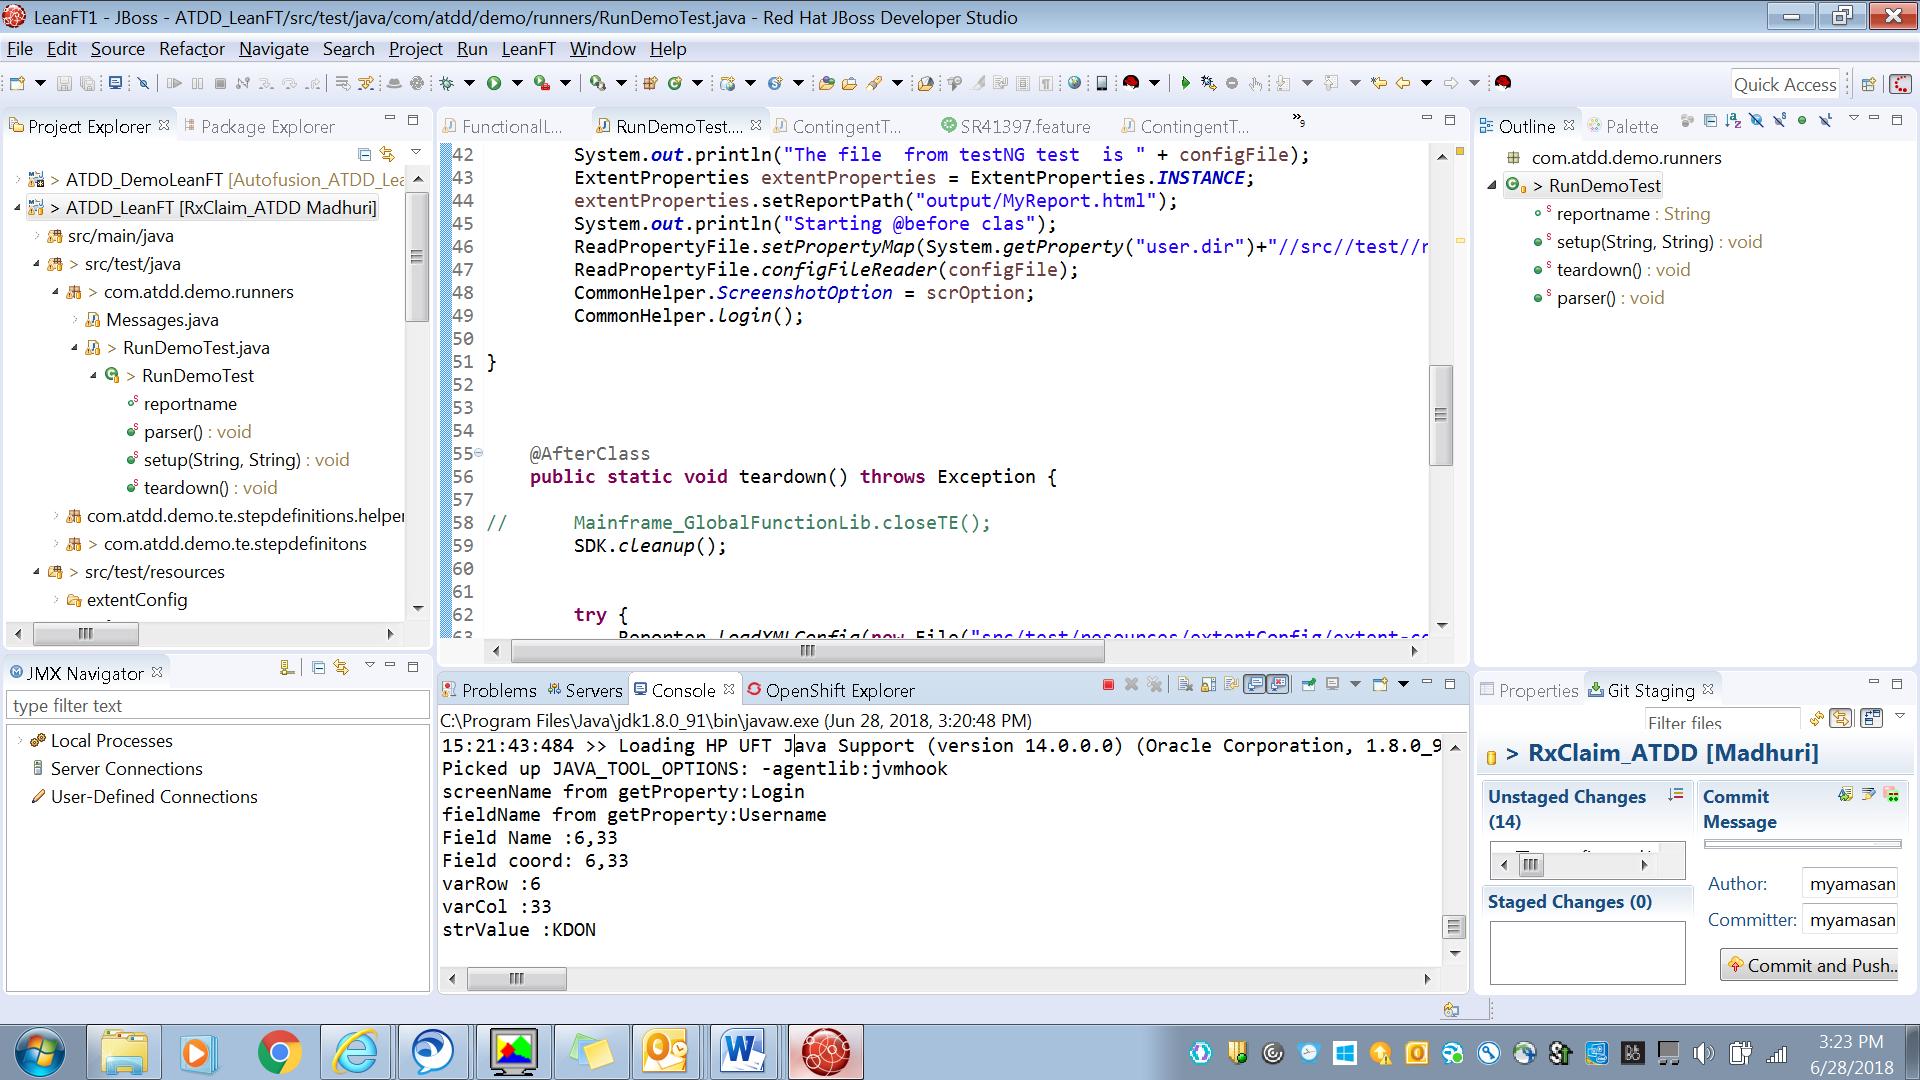 LeanFT1 - JBoss - ATDD_LeanFT/src/test/java/com/atdd/demo/runners/RunDemoTest.java - Red Hat JBoss Developer Studio
File Edit Source Refactor Navigate Search Project Run LeanFT Window Help
Quick Access
Project Explorer Package Explorer
> ATDD_DemoLeanFT [Autofusion_ATDD_Lea
> ATDD_LeanFT [RxClaim_ATDD Madhuri]
src/main/java
> src/test/java
> com.atdd.demo.runners
Messages.java
> RunDemoTest.java
> RunDemoTest
reportname
parser() : void
setup(String, String) : void
teardown() : void
com.atdd.demo.te.stepdefinitions.helper
> com.atdd.demo.te.stepdefinitons
> src/test/resources
extentConfig
FunctionalL... RunDemoTest.... ContingentT... SR41397.feature ContingentT... »9
42 System.out.println("The file  from testNG test  is " + configFile);
43 ExtentProperties extentProperties = ExtentProperties.INSTANCE;
44 extentProperties.setReportPath("output/MyReport.html");
45 System.out.println("Starting @before clas");
46 ReadPropertyFile.setPropertyMap(System.getProperty("user.dir")+"//src//test//r
47 ReadPropertyFile.configFileReader(configFile);
48 CommonHelper.ScreenshotOption = scrOption;
49 CommonHelper.login();
50
51 }
52
53
54
55 @AfterClass
56 public static void teardown() throws Exception {
57
58 // Mainframe_GlobalFunctionLib.closeTE();
59 SDK.cleanup();
60
61
62 try {
63 Reporter.loadXMLConfig(new File("src/test/resources/extentConfig/extent-co
Outline Palette
com.atdd.demo.runners
> RunDemoTest
reportname : String
setup(String, String) : void
teardown() : void
parser() : void
JMX Navigator
type filter text
Local Processes
Server Connections
User-Defined Connections
Problems Servers Console OpenShift Explorer
C:\Program Files\Java\jdk1.8.0_91\bin\javaw.exe (Jun 28, 2018, 3:20:48 PM)
15:21:43:484 >> Loading HP UFT Java Support (version 14.0.0.0) (Oracle Corporation, 1.8.0_9
Picked up JAVA_TOOL_OPTIONS: -agentlib:jvmhook
screenName from getProperty:Login
fieldName from getProperty:Username
Field Name :6,33
Field coord: 6,33
varRow :6
varCol :33
strValue :KDON
Properties Git Staging
Filter files
> RxClaim_ATDD [Madhuri]
Unstaged Changes (14)
Commit Message
Staged Changes (0)
Author: myamasan
Committer: myamasan
Commit and Push..
3:23 PM
6/28/2018